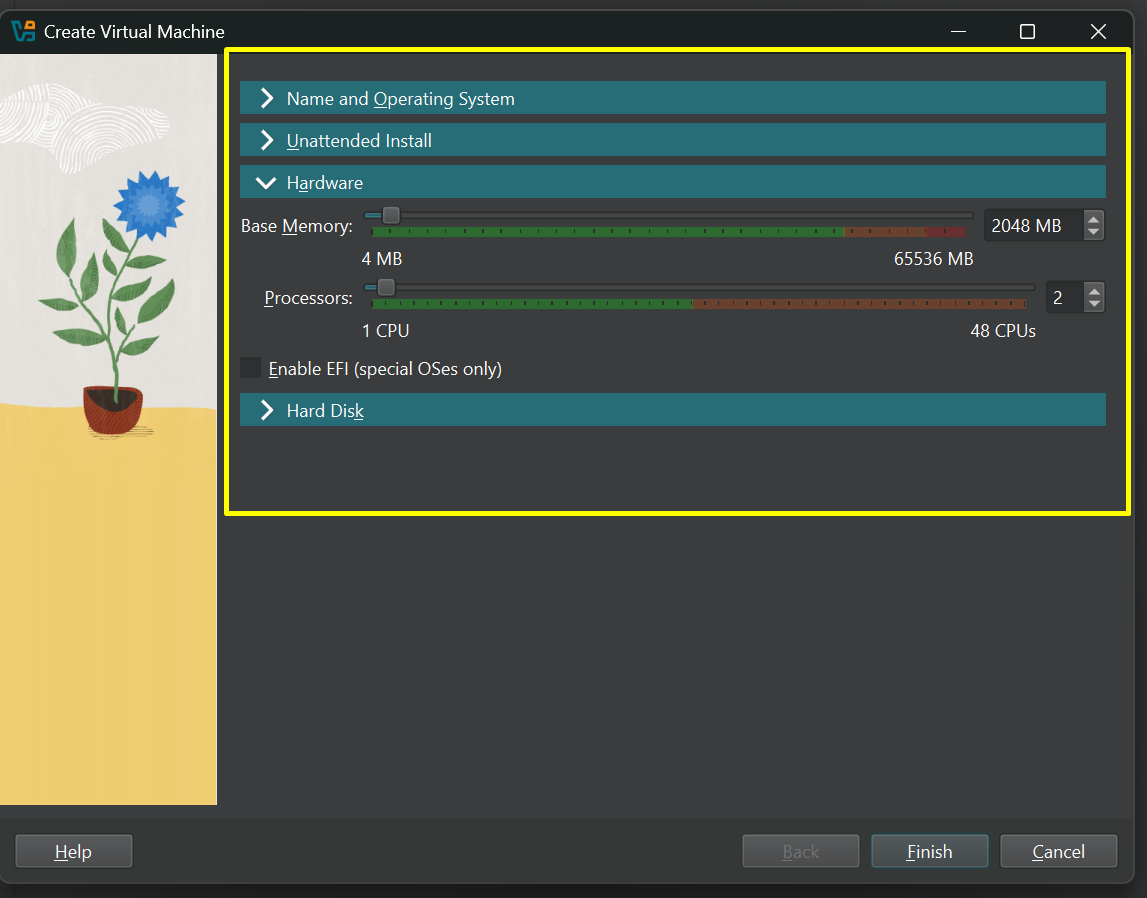 Create Virtual Machine
Name and Operating System
Unattended Install
Hardware
Base Memory: 2048 MB
4 MB 65536 MB
Processors: 2
1 CPU 48 CPUs
Enable EFI (special OSes only)
Hard Disk
Help Back Finish Cancel